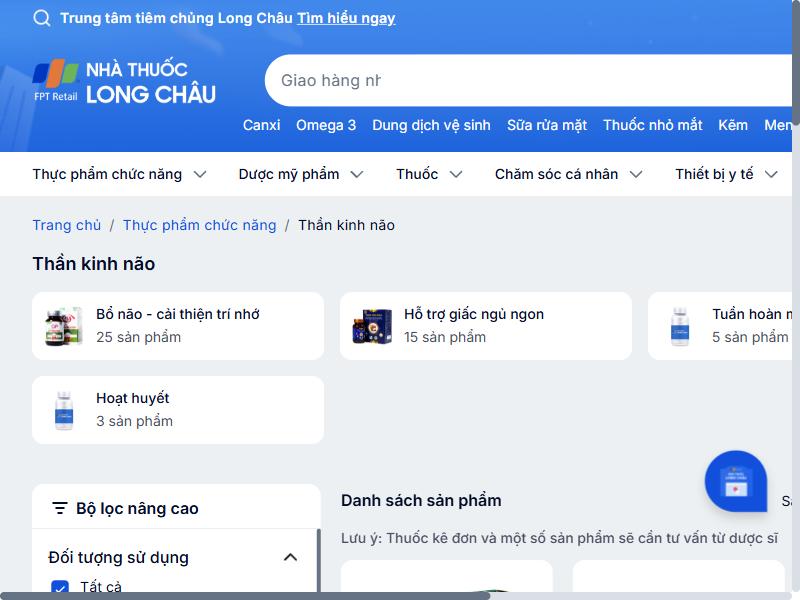 Trung tâm tiêm chủng Long Châu Tìm hiểu ngay
FPT Retail
NHÀ THUỐC
LONG CHÂU
Giao hàng nh
Canxi Omega 3 Dung dịch vệ sinh Sữa rửa mặt Thuốc nhỏ mắt Kẽm Men
Thực phẩm chức năng Dược mỹ phẩm Thuốc Chăm sóc cá nhân Thiết bị y tế
Trang chủ / Thực phẩm chức năng / Thần kinh não
Thần kinh não
Bổ não - cải thiện trí nhớ
25 sản phẩm
Hỗ trợ giấc ngủ ngon
15 sản phẩm
Tuần hoàn
5 sản phẩm
Hoạt huyết
3 sản phẩm
Bộ lọc nâng cao
Đối tượng sử dụng
Tất cả
Danh sách sản phẩm
Lưu ý: Thuốc kê đơn và một số sản phẩm sẽ cần tư vấn từ dược sĩ